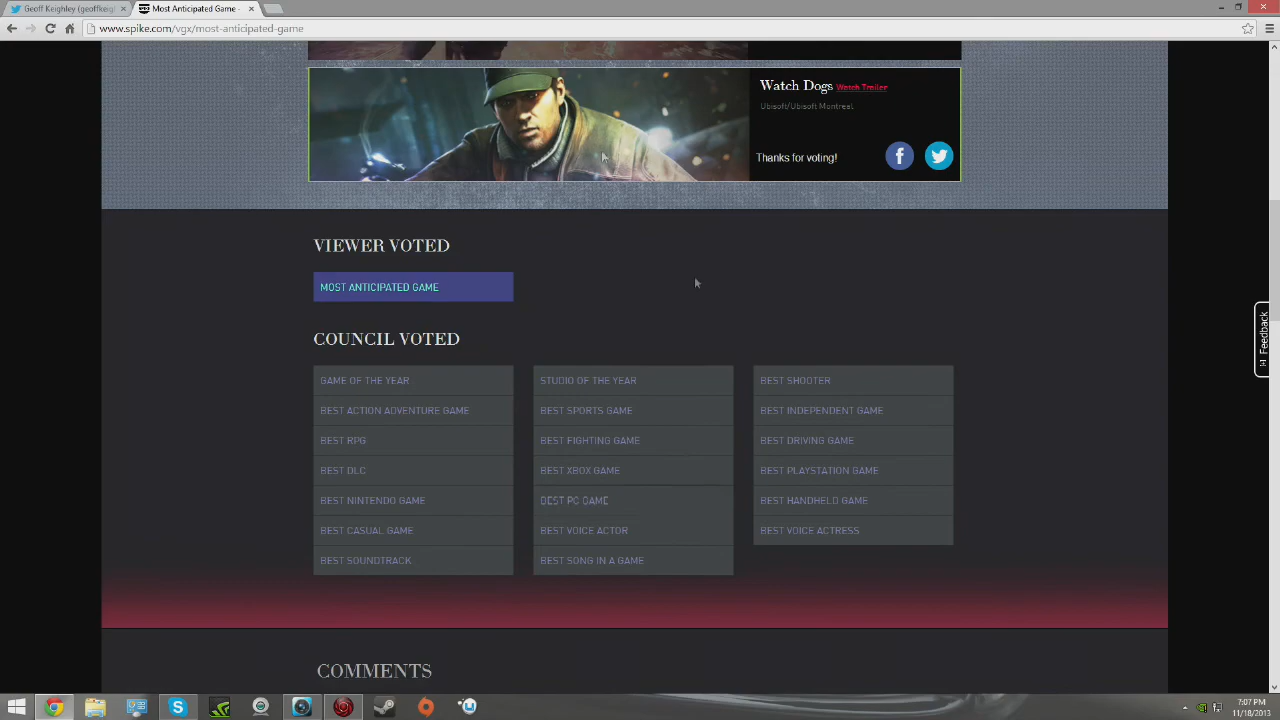 Geoff Keighley (geoffkeigh
Most Anticipated Game -
www.spike.com/vgx/most-anticipated-game
Watch Dogs Watch Trailer
Ubisoft/Ubisoft Montreal
Thanks for voting!
Feedback
VIEWER VOTED
MOST ANTICIPATED GAME
COUNCIL VOTED
GAME OF THE YEAR
BEST ACTION ADVENTURE GAME
BEST RPG
BEST DLC
BEST NINTENDO GAME
BEST CASUAL GAME
BEST SOUNDTRACK
STUDIO OF THE YEAR
BEST SPORTS GAME
BEST FIGHTING GAME
BEST XBOX GAME
BEST PC GAME
BEST VOICE ACTOR
BEST SONG IN A GAME
BEST SHOOTER
BEST INDEPENDENT GAME
BEST DRIVING GAME
BEST PLAYSTATION GAME
BEST HANDHELD GAME
BEST VOICE ACTRESS
COMMENTS
7:07 PM
11/18/2013